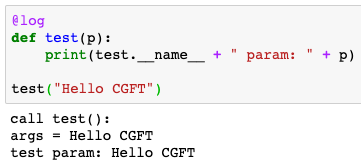 @log
def test(p):
    print(test.__name__ + " param: " + p)

test("Hello CGFT")
call test():
args = Hello CGFT
test param: Hello CGFT